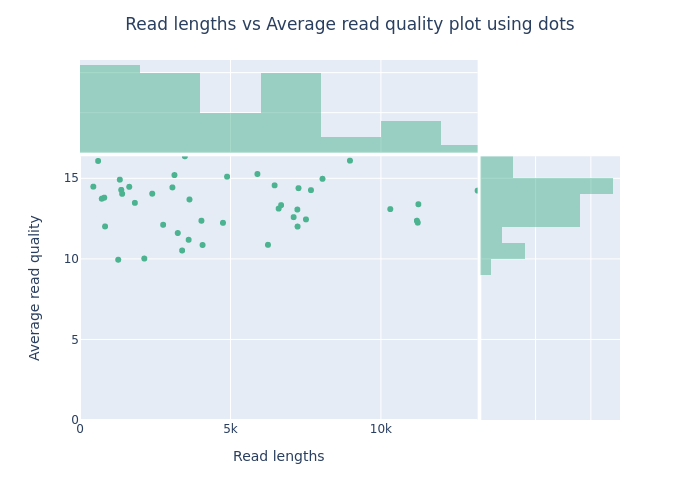 Read lengths vs Average read quality plot using dots
15
10
5
0
Average read quality
0 5k 10k
Read lengths